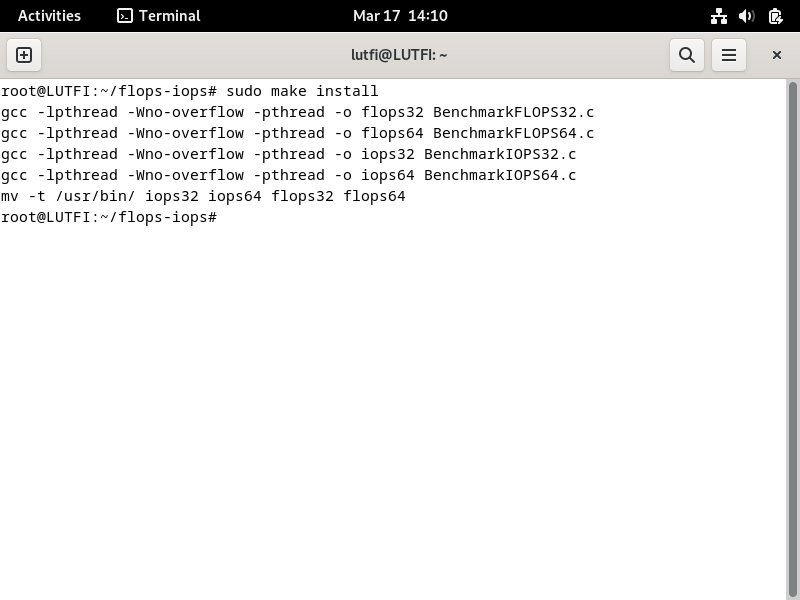 Activities Terminal Mar 17 14:10
lutfi@LUTFI: ~
root@LUTFI:~/flops-iops# sudo make install
gcc -lpthread -Wno-overflow -pthread -o flops32 BenchmarkFLOPS32.c
gcc -lpthread -Wno-overflow -pthread -o flops64 BenchmarkFLOPS64.c
gcc -lpthread -Wno-overflow -pthread -o iops32 BenchmarkIOPS32.c
gcc -lpthread -Wno-overflow -pthread -o iops64 BenchmarkIOPS64.c
mv -t /usr/bin/ iops32 iops64 flops32 flops64
root@LUTFI:~/flops-iops#